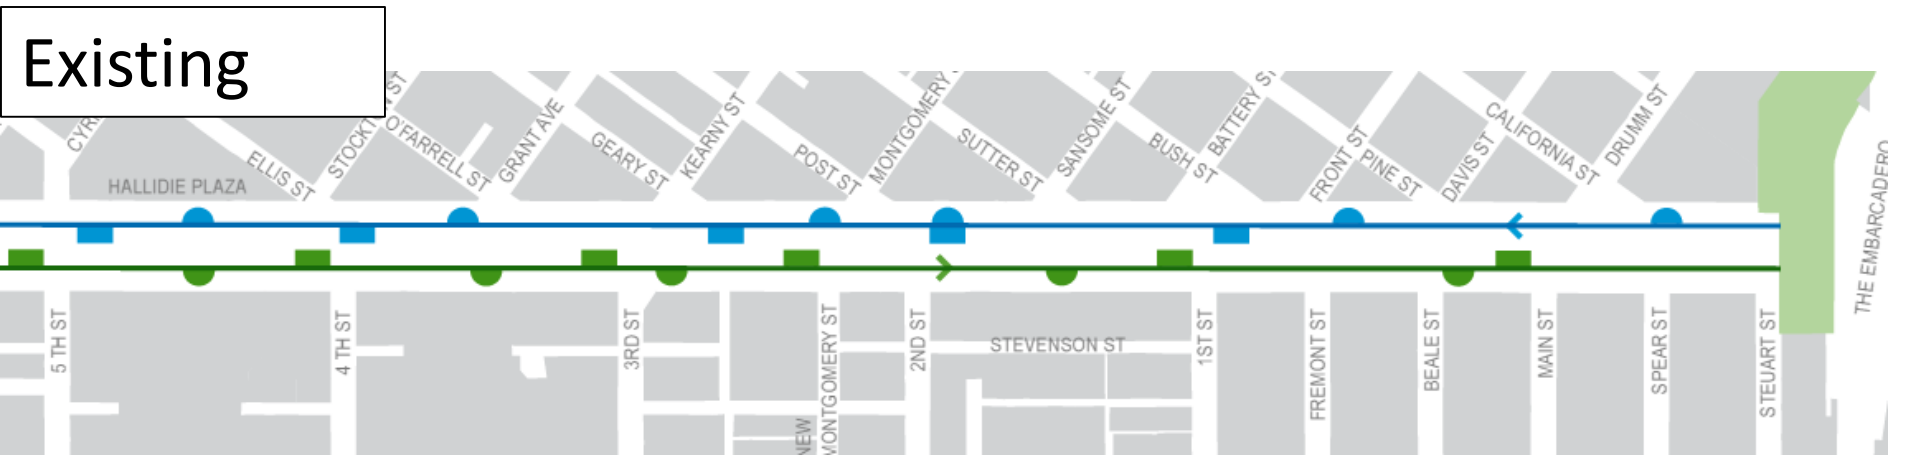 Existing
STOCKTON ST
O'FARRELL ST
ELLIS ST
HALLIDIE PLAZA
GRANT AVE
GEARY ST
KEARNY ST
POST ST
MONTGOMERY
SUTTER ST
SANSOME ST
BUSH ST
BATTERY ST
FRONT ST
PINE ST
DAVIS ST
CALIFORNIA ST
DRUMM ST
THE EMBARCADERO
5 TH ST
4 TH ST
3RD ST
NEW
MONTGOMERY ST
2ND ST
STEVENSON ST
1ST ST
FREMONT ST
BEALE ST
MAIN ST
SPEAR ST
STEUART ST